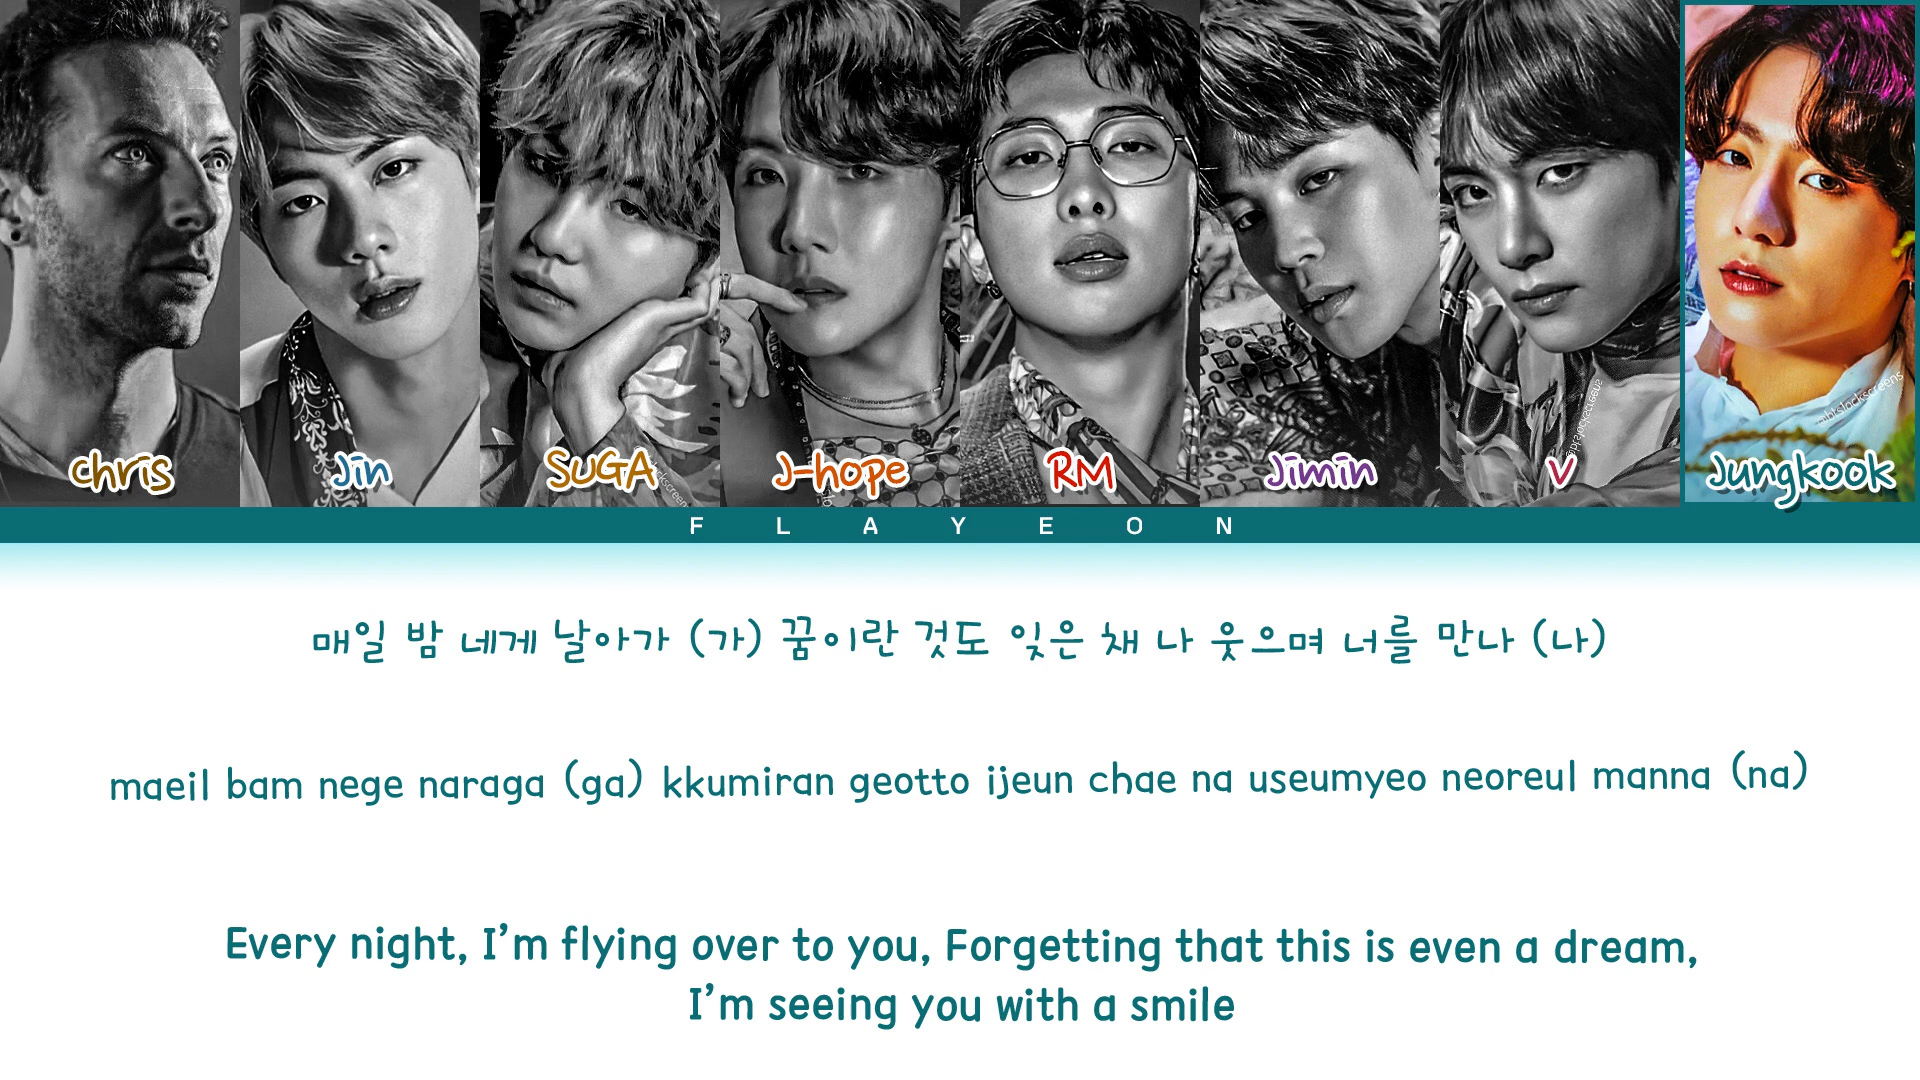 Chris
Jin
SUGA
J-hope
RM
Jimin
V
Jungkook
FLAYEON
매일 밤 네게 날아가 (가) 꿈이란 것도 잊은 채 나 웃으며 너를 만나 (나)
maeil bam nege naraga (ga) kkumiran geotto ijeun chae na useumyeo neoreul manna (na)
Every night, I'm flying over to you, Forgetting that this is even a dream,
I'm seeing you with a smile